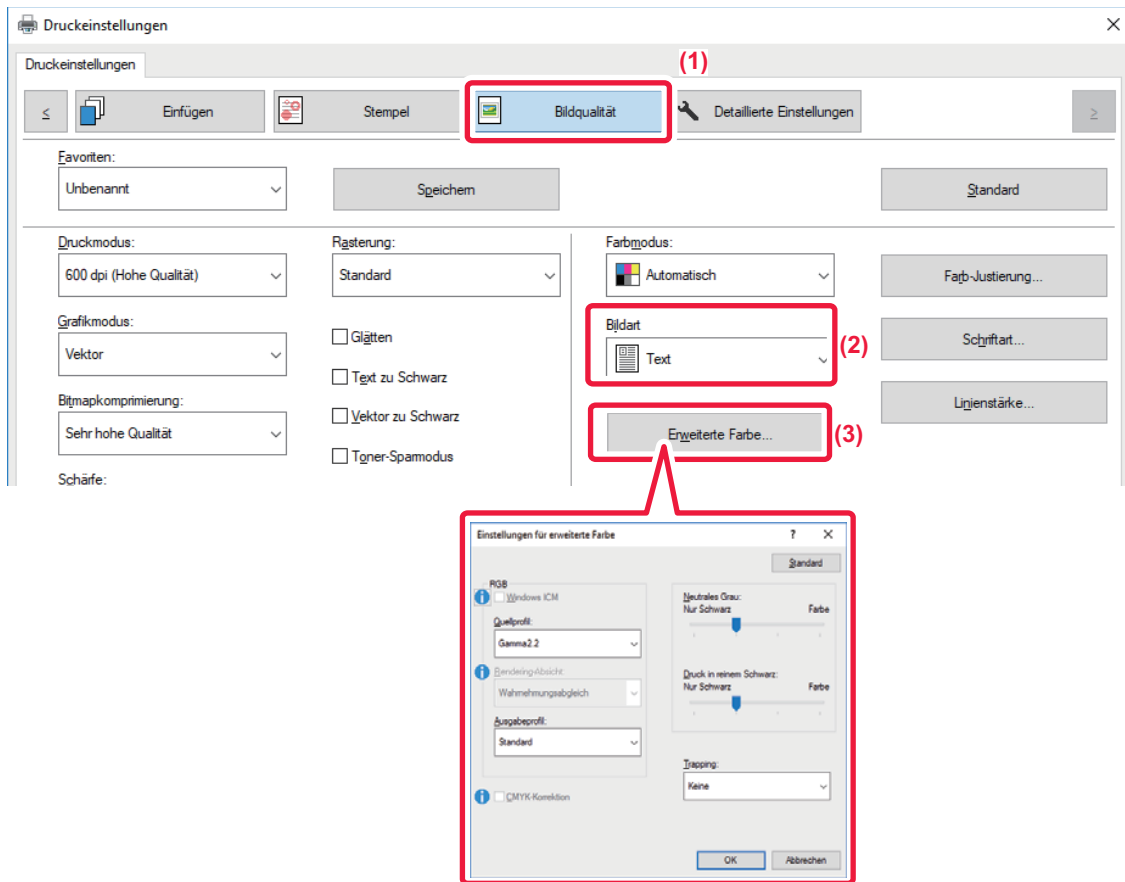 Druckeinstellungen
Druckeinstellungen
(1)
< Einfügen Stempel Bildqualität Detaillierte Einstellungen >
Favoriten:
Unbenannt Speichern Standard
Druckmodus: Rasterung: Farbmodus:
600 dpi (Hohe Qualität) Standard Automatisch Farb-Justierung...
Grafikmodus: Glätten Bildart (2) Schriftart...
Vektor Text zu Schwarz Text
Bitmapkomprimierung: Vektor zu Schwarz Linienstärke...
Sehr hohe Qualität Toner-Sparmodus Erweiterte Farbe... (3)
Schärfe:
Einstellungen für erweiterte Farbe ?
Standard
RGB
Windows ICM
Quellprofil:
Gamma2.2
Rendering-Absicht:
Wahrnehmungsabgleich
Ausgabeprofil:
Standard
CMYK-Korrektion
Neutrales Grau:
Nur Schwarz Farbe
Druck in reinem Schwarz:
Nur Schwarz Farbe
Trapping:
Keine
OK Abbrechen